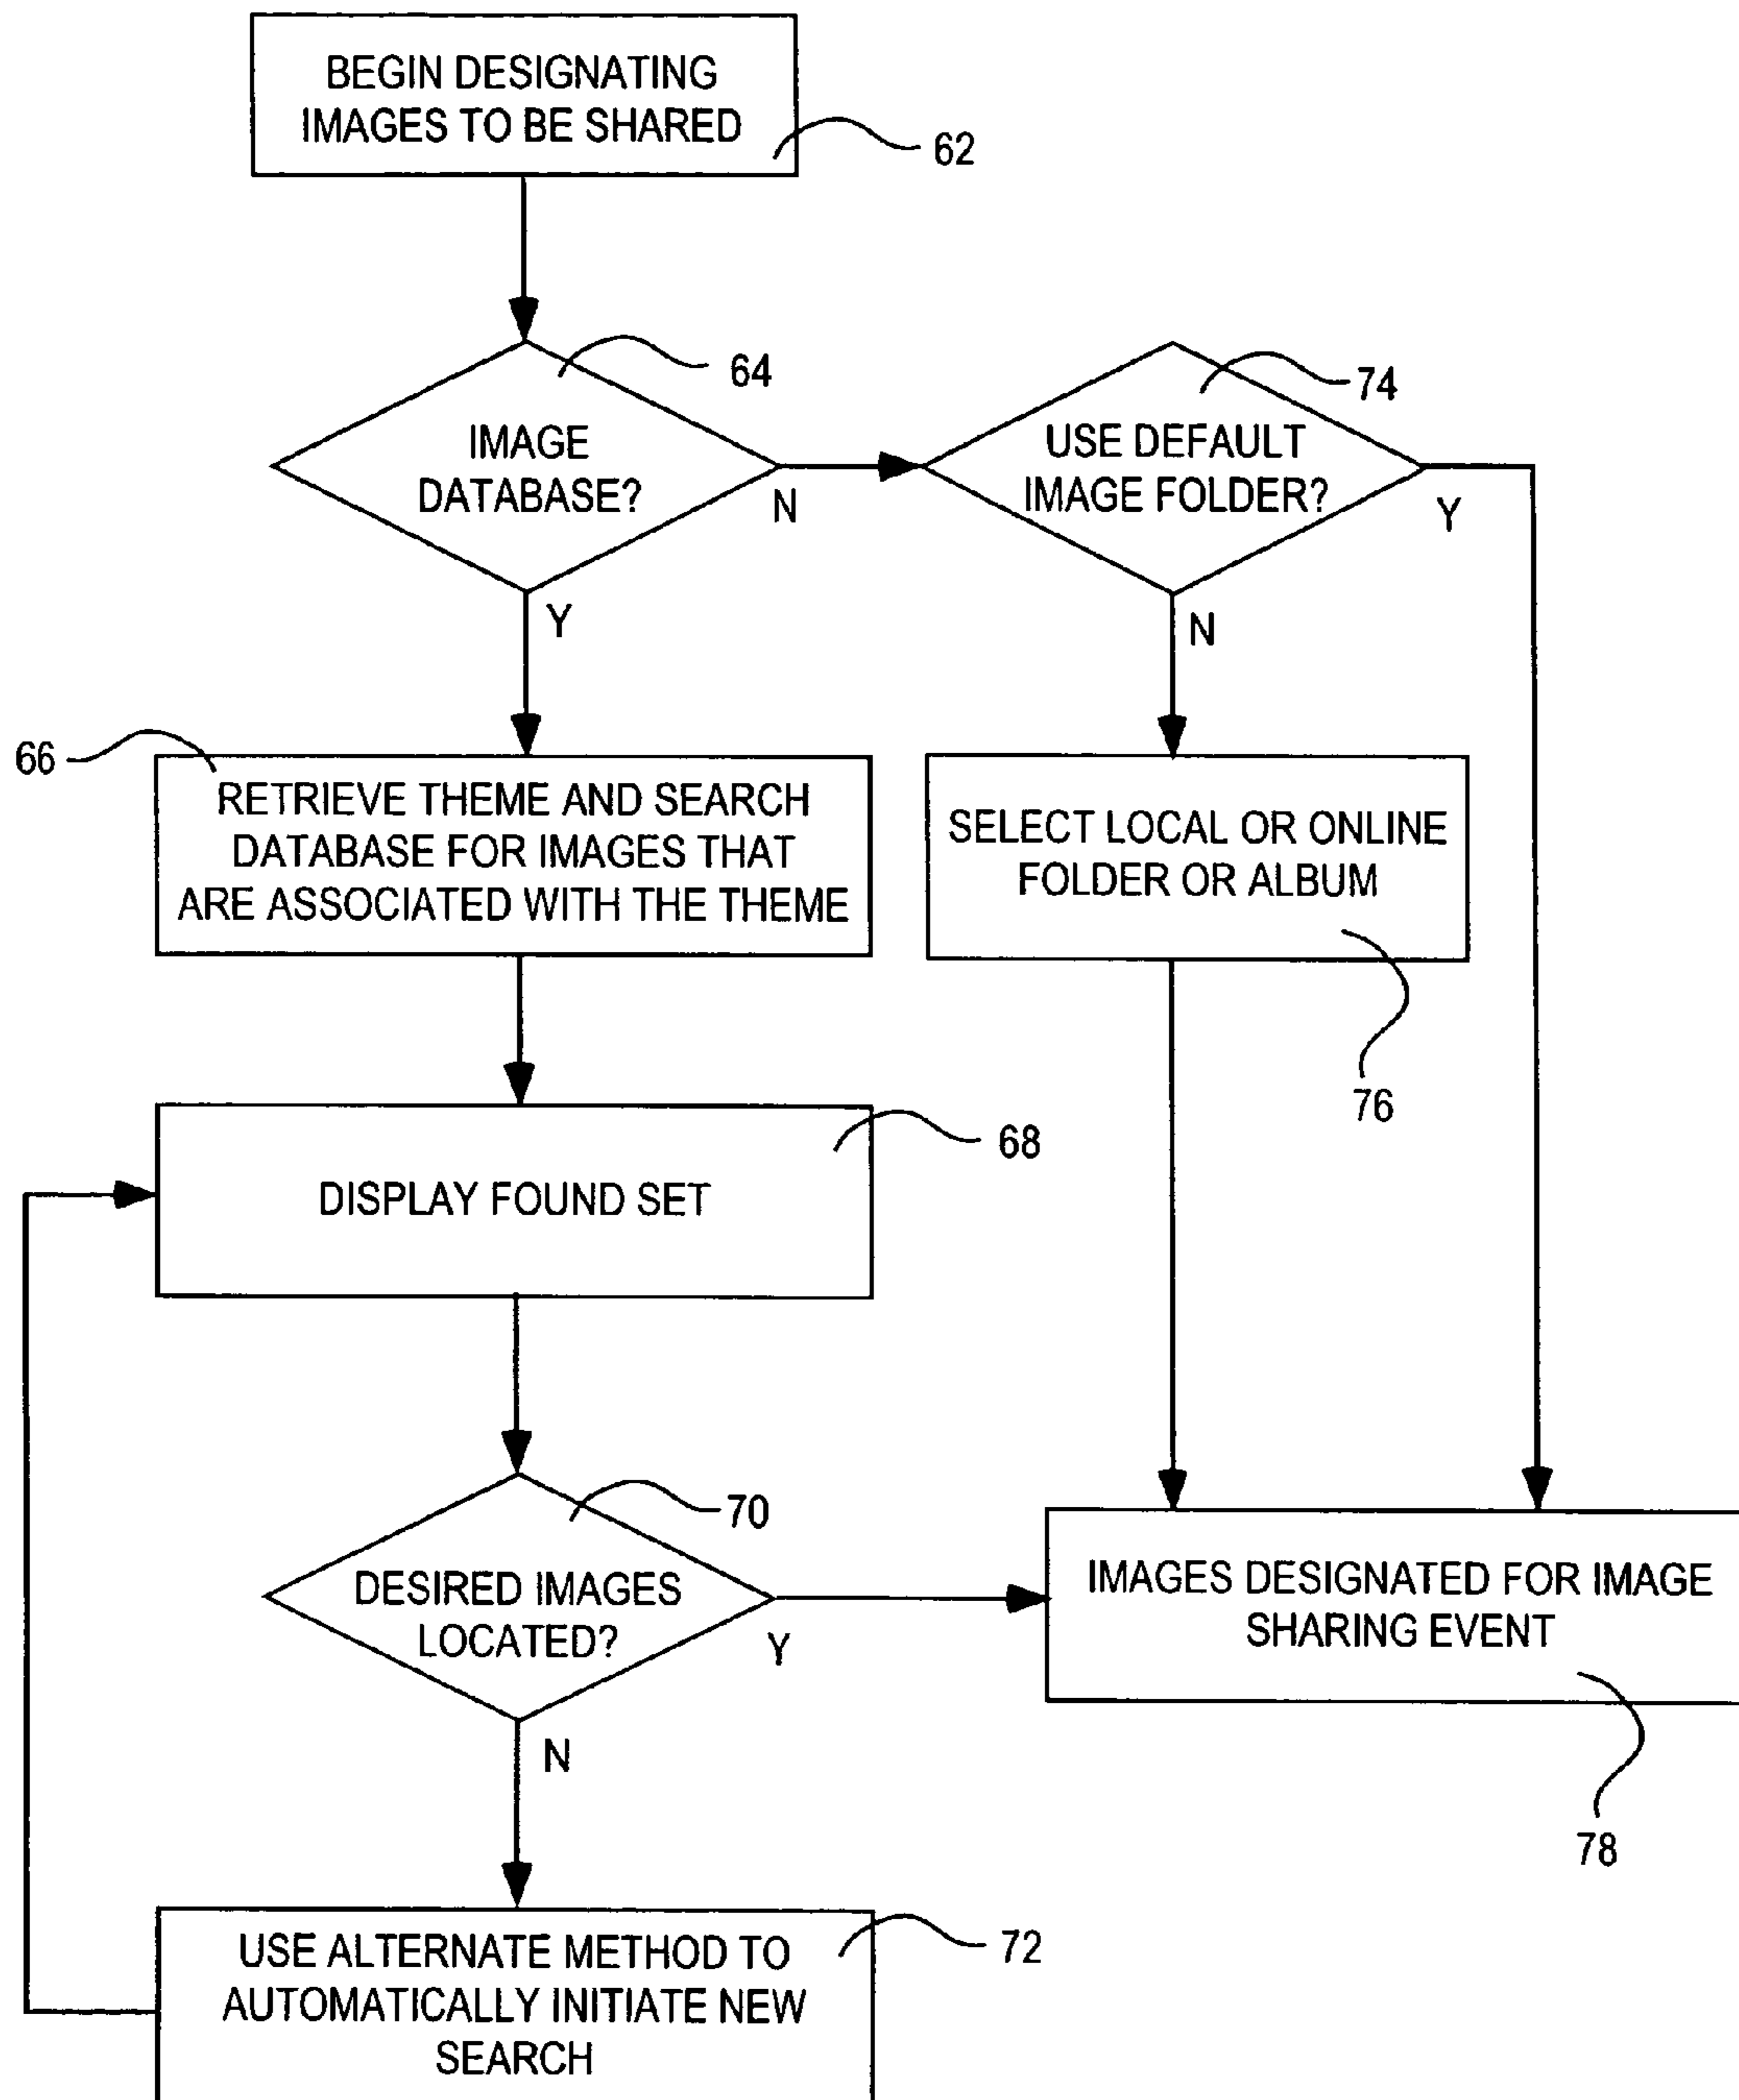 BEGIN DESIGNATING
IMAGES TO BE SHARED
62
64
IMAGE
DATABASE?
N
Y
74
USE DEFAULT
IMAGE FOLDER?
Y
N
66
RETRIEVE THEME AND SEARCH
DATABASE FOR IMAGES THAT
ARE ASSOCIATED WITH THE THEME
SELECT LOCAL OR ONLINE
FOLDER OR ALBUM
76
68
DISPLAY FOUND SET
70
DESIRED IMAGES
LOCATED?
Y
N
IMAGES DESIGNATED FOR IMAGE
SHARING EVENT
78
72
USE ALTERNATE METHOD TO
AUTOMATICALLY INITIATE NEW
SEARCH